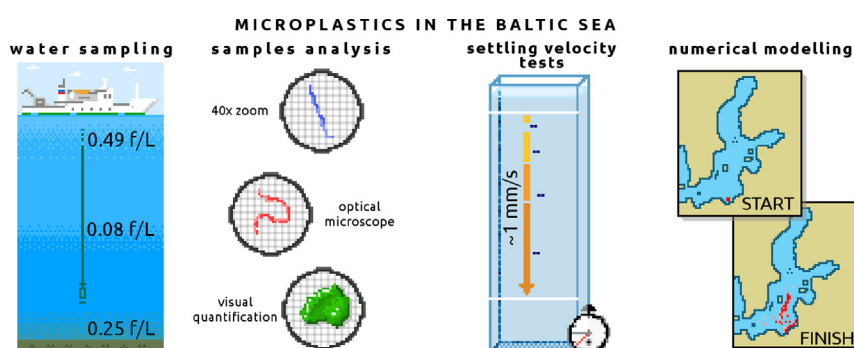 MICROPLASTICS IN THE BALTIC SEA
water sampling
samples analysis
settling velocity
tests
numerical modelling
0.49 f/L
0.08 f/L
0.25 f/L
40x zoom
optical
microscope
visual
quantification
~1 mm/s
START
FINISH